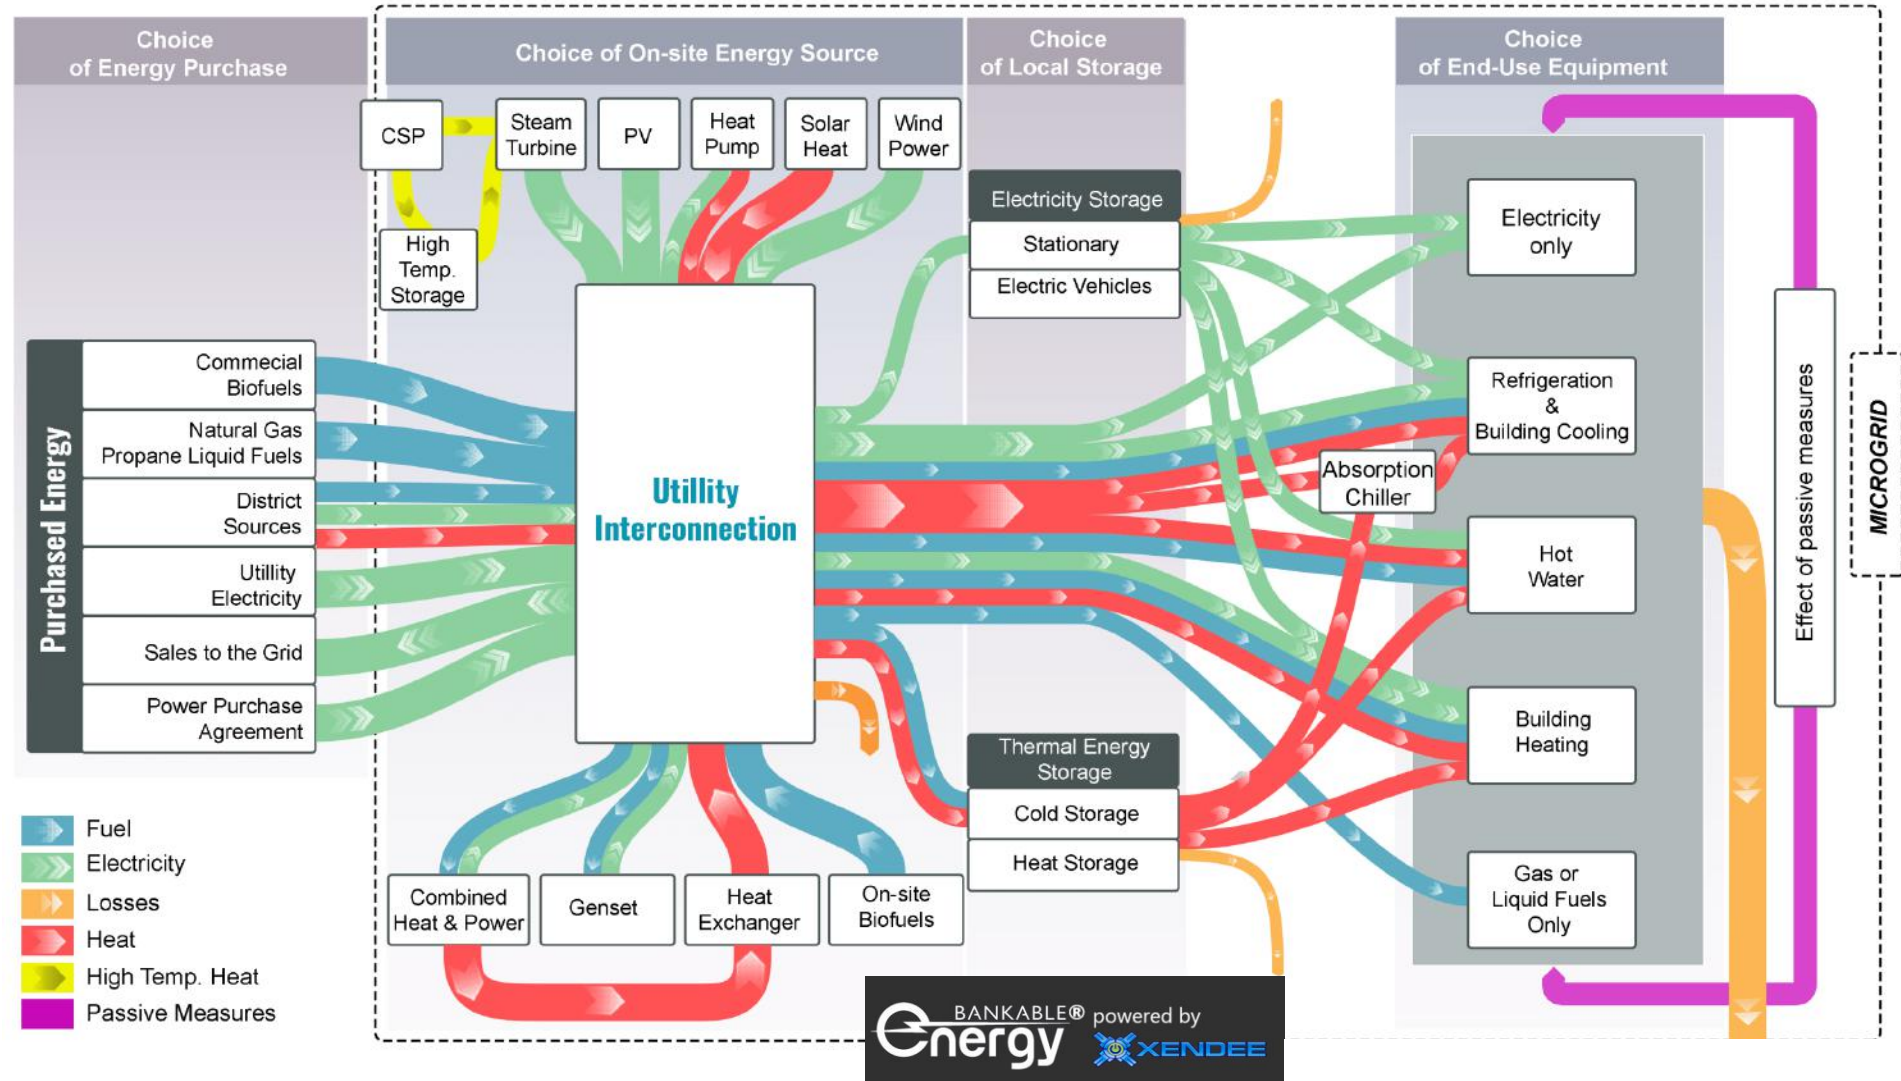 Choice
of Energy Purchase
Choice of On-site Energy Source
Choice
of Local Storage
Choice
of End-Use Equipment
CSP
Steam
Turbine
PV
Heat
Pump
Solar
Heat
Wind
Power
High
Temp.
Storage
Electricity Storage
Stationary
Electric Vehicles
Electricity
only
Purchased Energy
Commecial
Biofuels
Natural Gas
Propane Liquid Fuels
District
Sources
Utillity
Electricity
Sales to the Grid
Power Purchase
Agreement
Utillity
Interconnection
Refrigeration
&
Building Cooling
Absorption
Chiller
Hot
Water
Building
Heating
Gas or
Liquid Fuels
Only
Effect of passive measures
MICROGRID
Thermal Energy
Storage
Cold Storage
Heat Storage
Combined
Heat & Power
Genset
Heat
Exchanger
On-site
Biofuels
Fuel
Electricity
Losses
Heat
High Temp. Heat
Passive Measures
BANKABLE®
Energy
powered by
XENDEE